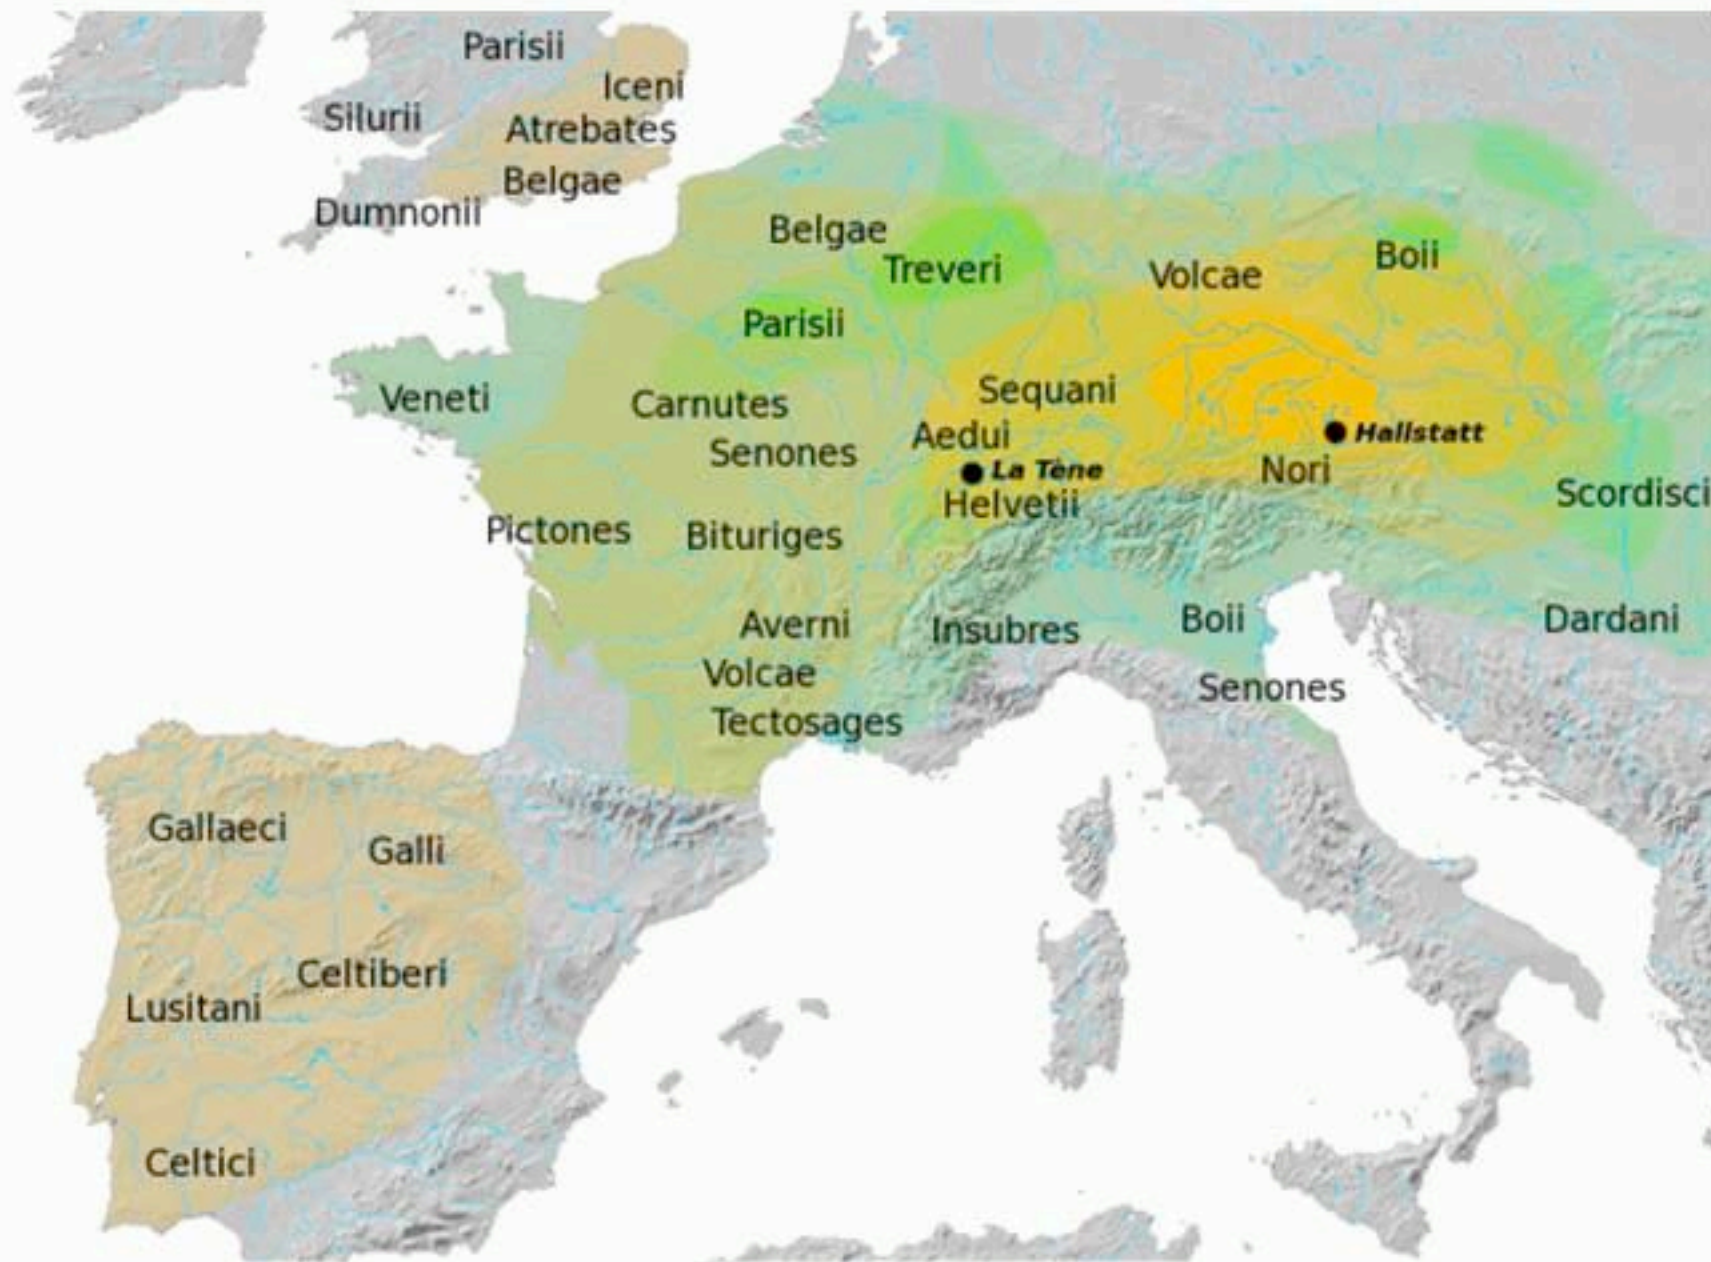 Parisii
Iceni
Silurii
Atrebates
Belgae
Dumnonii
Belgae
Treveri
Volcae
Boii
Parisii
Veneti
Carnutes
Sequani
Senones
Aedui
Hallstatt
La Tène
Nori
Helvetii
Scordisci
Pictones
Bituriges
Averni
Insubres
Boii
Dardani
Volcae
Tectosages
Senones
Gallaeci
Galli
Celtiberi
Lusitani
Celtici